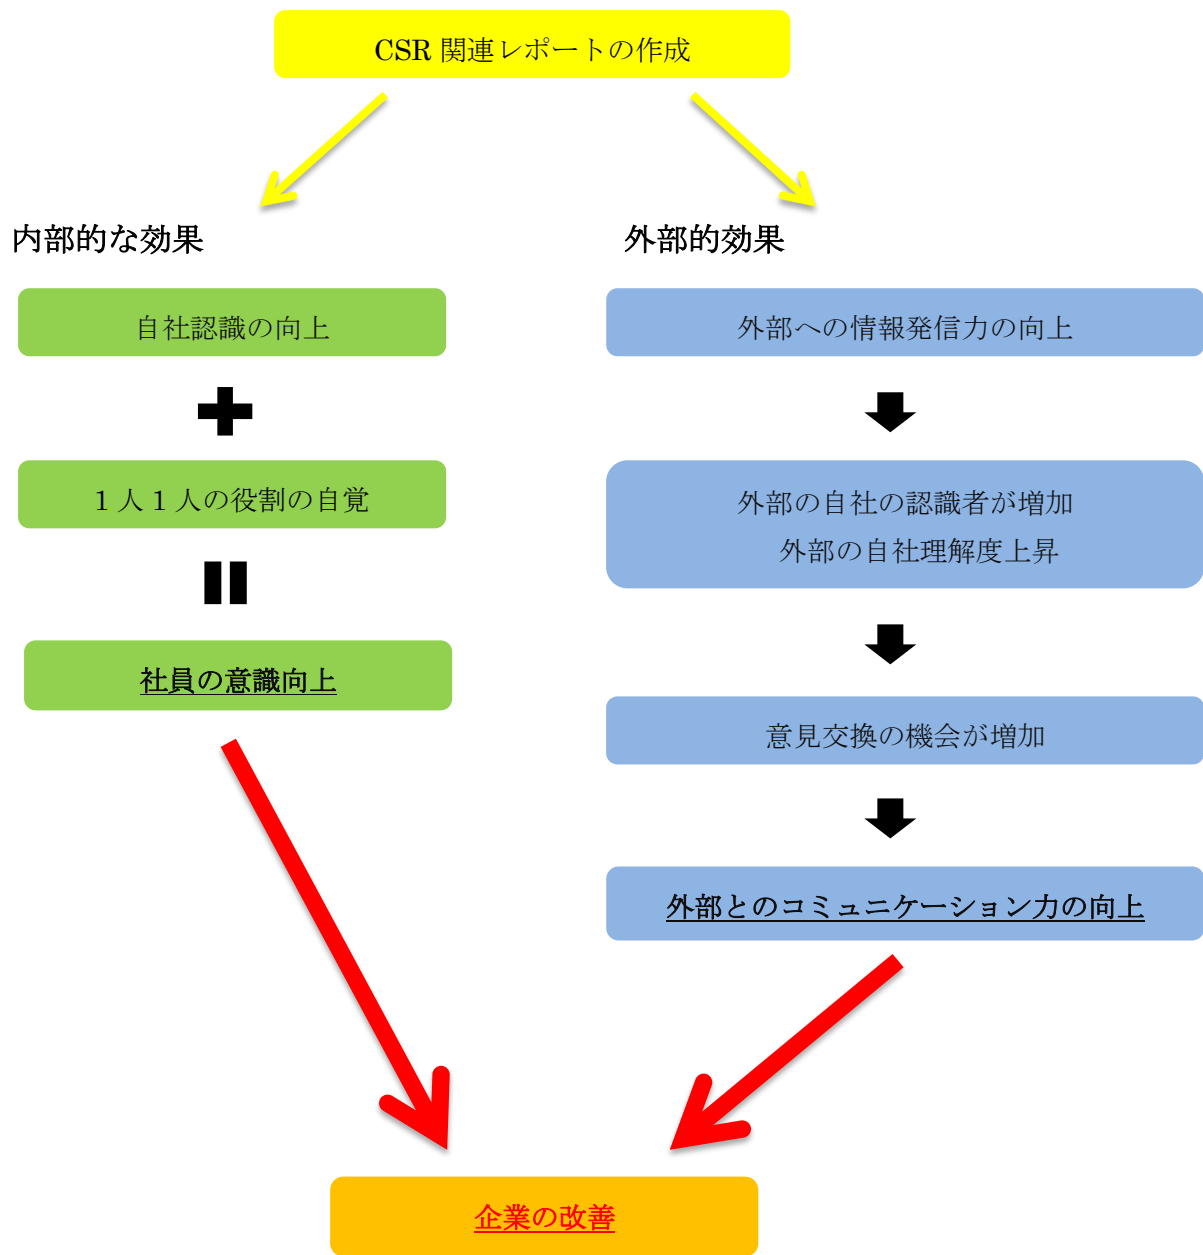 CSR 関連レポートの作成
内部的な効果
自社認識の向上
1 人 1 人の役割の自覚
社員の意識向上
外部的効果
外部への情報発信力の向上
外部の自社の認識者が増加
外部の自社理解度上昇
意見交換の機会が増加
外部とのコミュニケーション力の向上
企業の改善